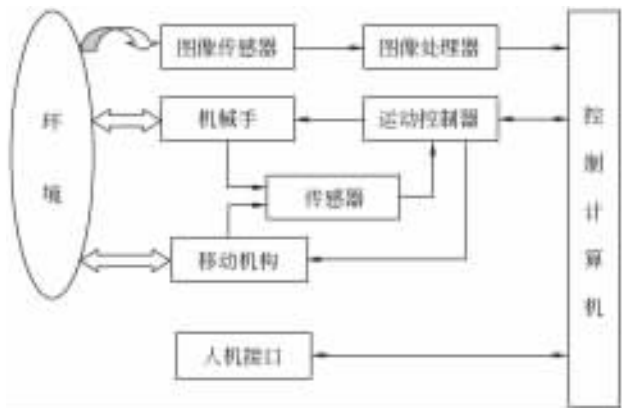 图像传感器
图像处理器
环境
机械手
运动控制器
控制计算机
传感器
移动机构
人机接口